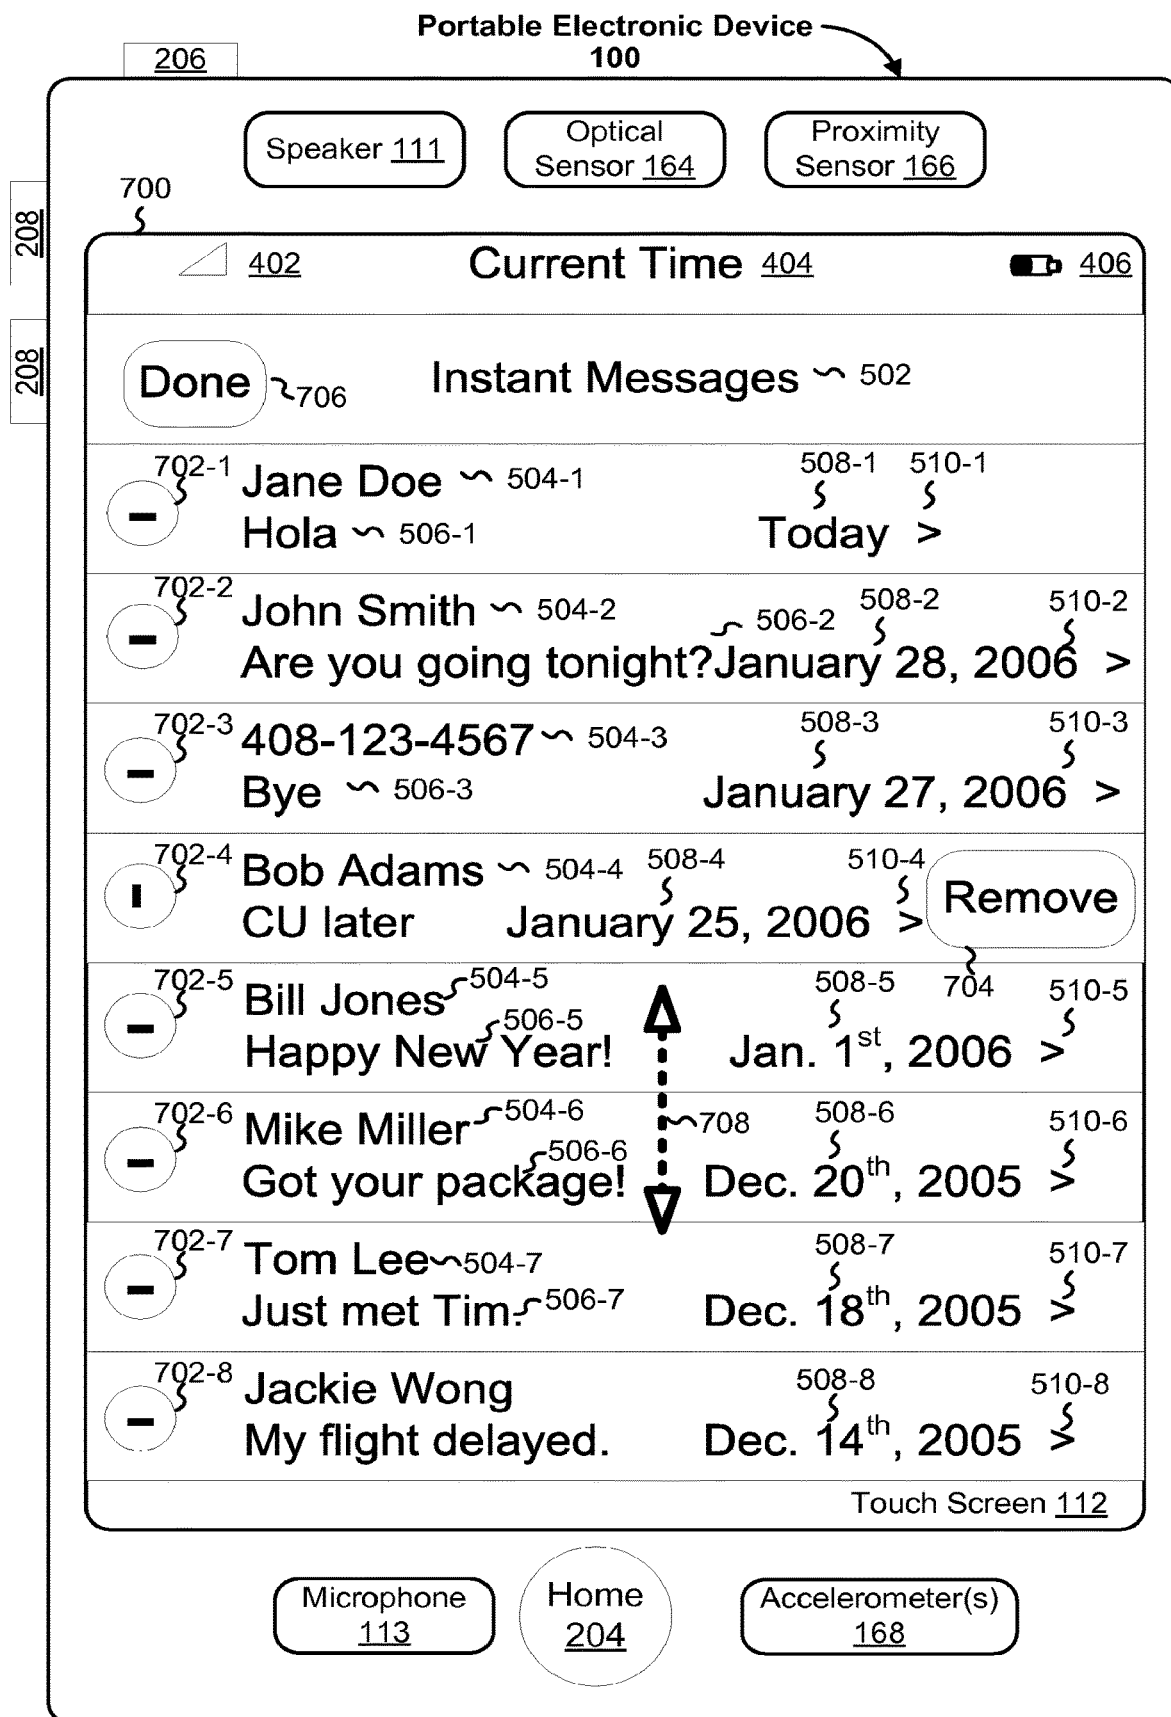 Portable Electronic Device
100
206
Speaker 111
Optical
Sensor 164
Proximity
Sensor 166
208
208
700
402
Current Time 404
406
Done
706
Instant Messages
502
702-1
Jane Doe
504-1
508-1
510-1
Hola
506-1
Today >
702-2
John Smith
504-2
506-2
508-2
510-2
Are you going tonight? January 28, 2006 >
702-3
408-123-4567
504-3
508-3
510-3
Bye
506-3
January 27, 2006 >
702-4
Bob Adams
504-4
508-4
510-4
Remove
CU later January 25, 2006 >
704
702-5
Bill Jones
504-5
508-5
510-5
506-5
Happy New Year! Jan. 1st, 2006 >
702-6
Mike Miller
504-6
708
508-6
510-6
506-6
Got your package! Dec. 20th, 2005 >
702-7
Tom Lee
504-7
508-7
510-7
Just met Tim.
506-7
Dec. 18th, 2005 >
702-8
Jackie Wong
508-8
510-8
My flight delayed. Dec. 14th, 2005 >
Touch Screen 112
Microphone
113
Home
204
Accelerometer(s)
168